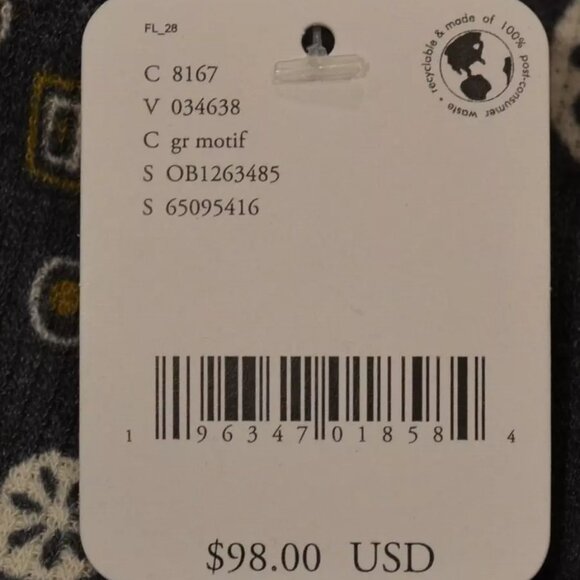 FL_28
recyclable & made of 100% post-consumer waste •
C 8167
V 034638
C gr motif
S OB1263485
S 65095416
1 96347 01858 4
$98.00 USD